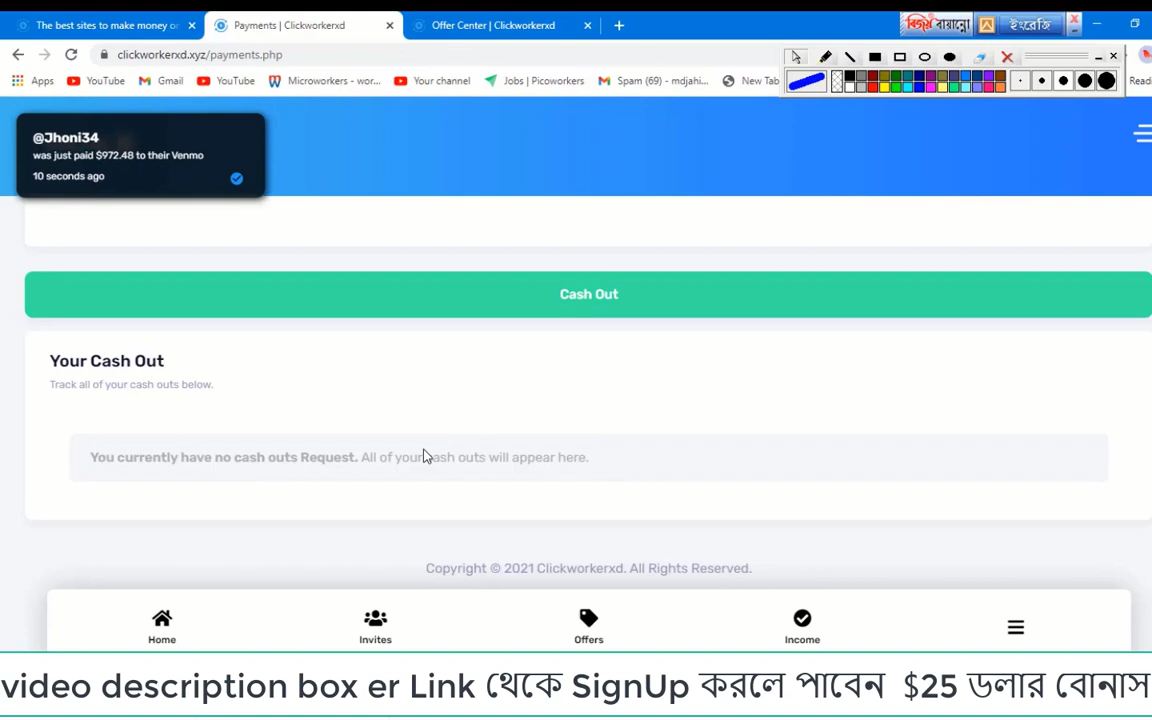 The best sites to make money or
Payments | Clickworkerxd
Offer Center | Clickworkerxd
বিজয় বায়ান্নো
ইংরেজি
clickworkerxd.xyz/payments.php
Apps
YouTube
Gmail
YouTube
Microworkers - wor...
Your channel
Jobs | Picoworkers
Spam (69) - mdjahi...
New Tab
Readi
@Jhoni34
was just paid $972.48 to their Venmo
10 seconds ago
Cash Out
Your Cash Out
Track all of your cash outs below.
You currently have no cash outs Request. All of your cash outs will appear here.
Copyright © 2021 Clickworkerxd. All Rights Reserved.
Home
Invites
Offers
Income
video description box er Link থেকে SignUp করলে পাবেন $25 ডলার বোনাস